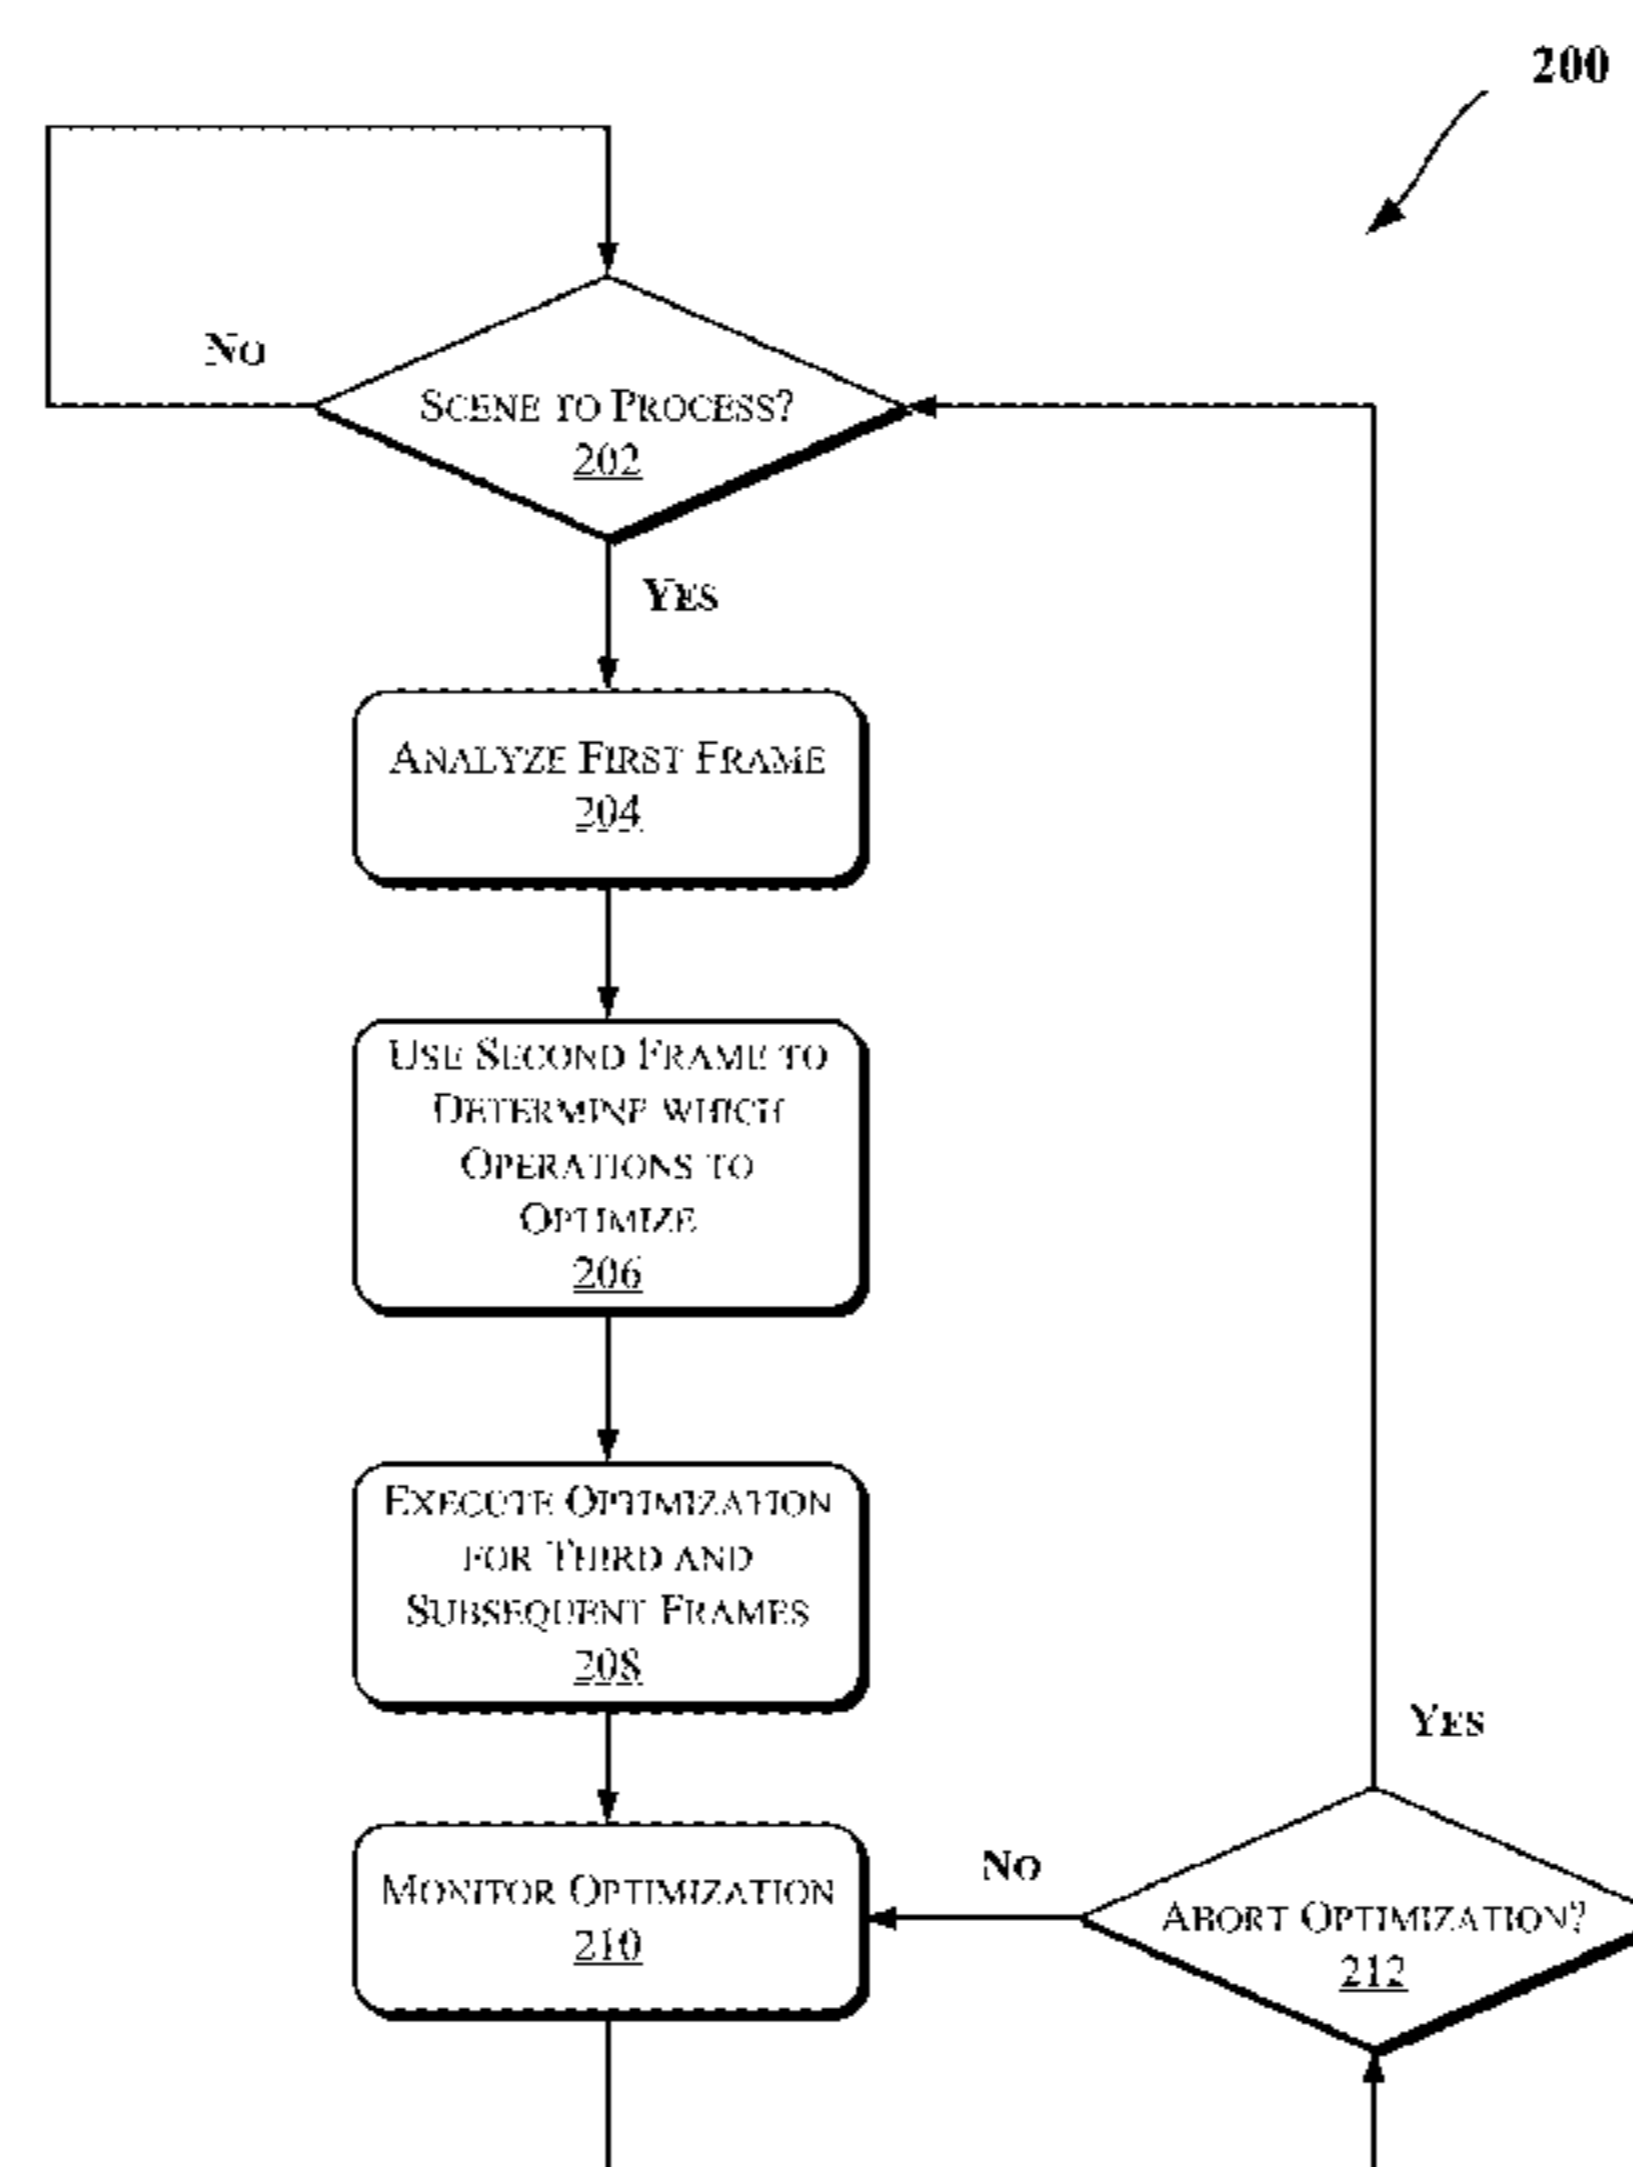 200
NO
SCENE TO PROCESS?
202
YES
ANALYZE FIRST FRAME
204
USE SECOND FRAME TO
DETERMINE WHICH
OPERATIONS TO
OPTIMIZE
206
EXECUTE OPTIMIZATION
FOR THIRD AND
SUBSEQUENT FRAMES
208
YES
NO
MONITOR OPTIMIZATION
210
ABORT OPTIMIZATION?
212